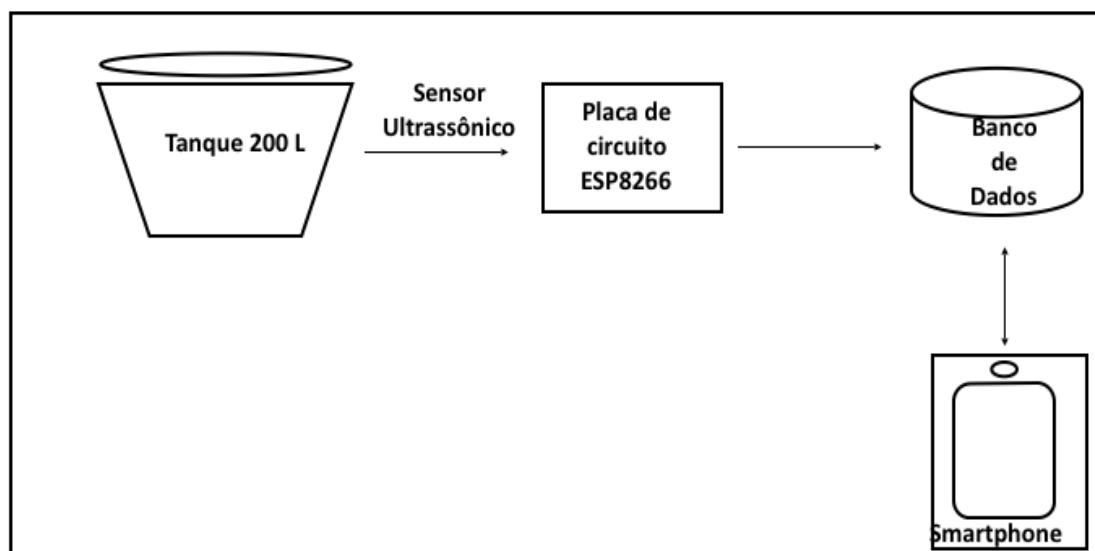 Tanque 200 L
Sensor
Ultrassônico
Placa de
circuito
ESP8266
Banco
de
Dados
Smartphone